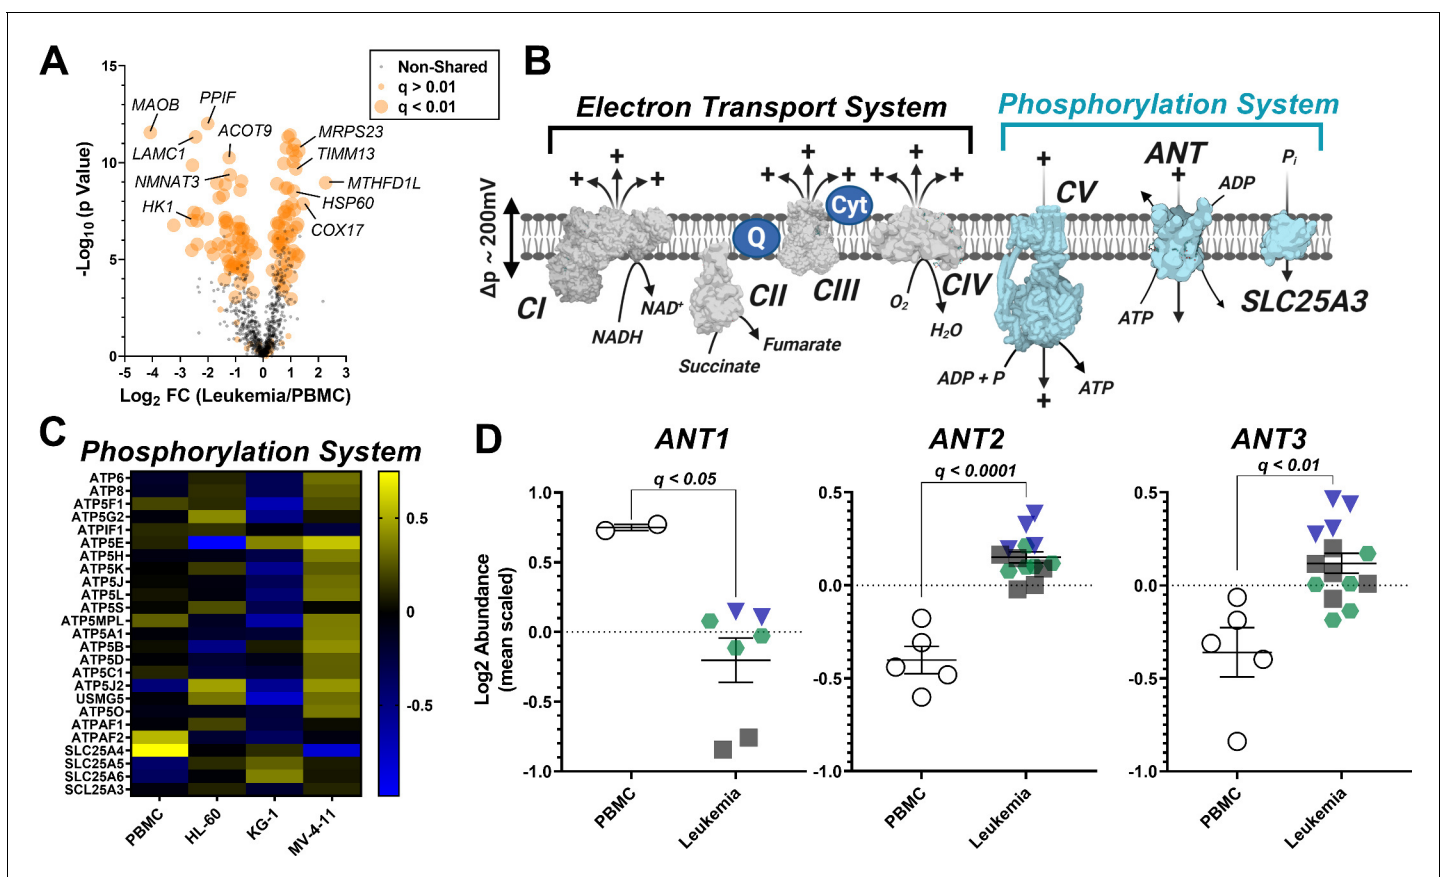 A
15
10
5
0
-Log10 (p Value)
-5 -4 -3 -2 -1 0 1 2 3
Log2 FC (Leukemia/PBMC)
Non-Shared
q > 0.01
q < 0.01
MAOB
PPIF
ACOT9
LAMC1
NMNAT3
HK1
MRPS23
TIMM13
MTHFD1L
HSP60
COX17
B
Electron Transport System
Phosphorylation System
Δp ~ 200mV
+ + +
+ + +
+ + +
CI
NADH
NAD+
Q
CII
Succinate
Fumarate
CIII
Cyt
CIV
O2
H2O
+
CV
ADP + P
ATP
+
ANT
+
ADP
ATP
+
Pi
SLC25A3
C
Phosphorylation System
ATP6
ATP8
ATP5F1
ATP5G2
ATPIF1
ATP5E
ATP5H
ATP5K
ATP5J
ATP5L
ATP5S
ATP5MPL
ATP5A1
ATP5B
ATP5D
ATP5C1
ATP5J2
USMG5
ATP5O
ATPAF1
ATPAF2
SLC25A4
SLC25A5
SLC25A6
SCL25A3
PBMC
HL-60
KG-1
MV-4-11
0.5
0
-0.5
D
Log2 Abundance
(mean scaled)
ANT1
q < 0.05
1.0
0.5
0.0
-0.5
-1.0
PBMC
Leukemia
ANT2
q < 0.0001
0.5
0.0
-0.5
-1.0
PBMC
Leukemia
ANT3
q < 0.01
0.5
0.0
-0.5
-1.0
PBMC
Leukemia